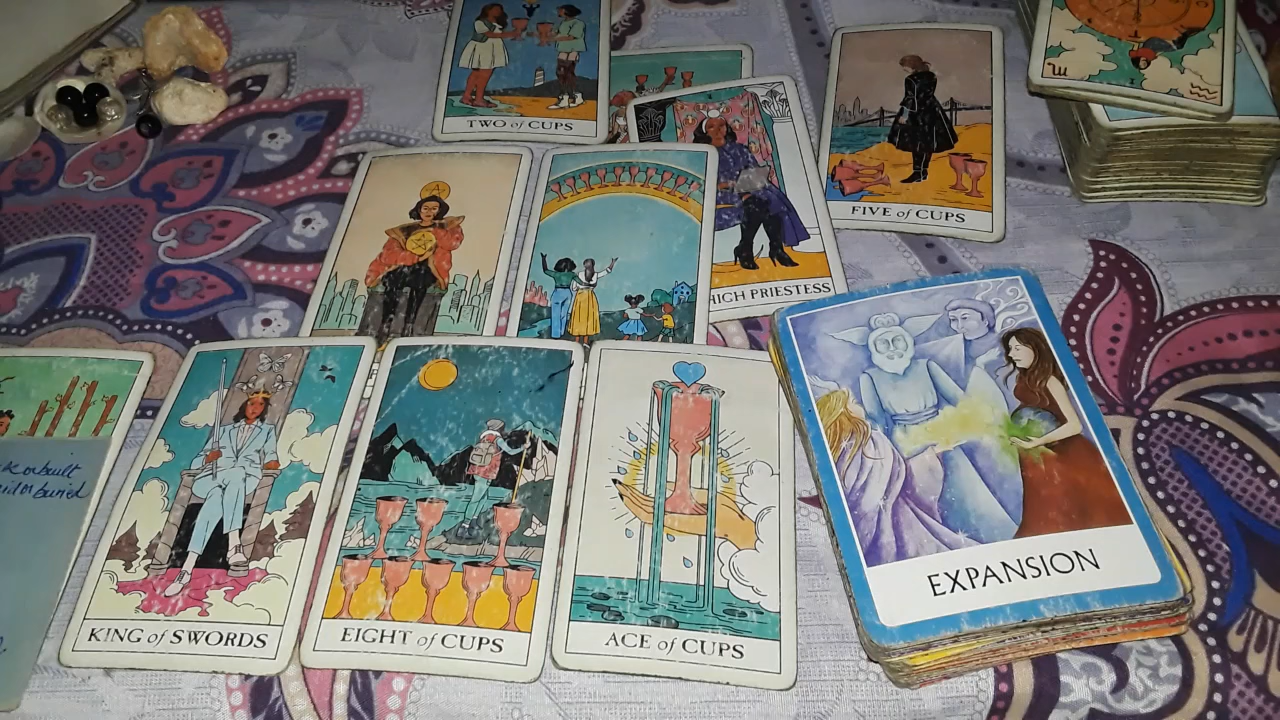 TWO of CUPS
FIVE of CUPS
HIGH PRIESTESS
KING of SWORDS
EIGHT of CUPS
ACE of CUPS
EXPANSION